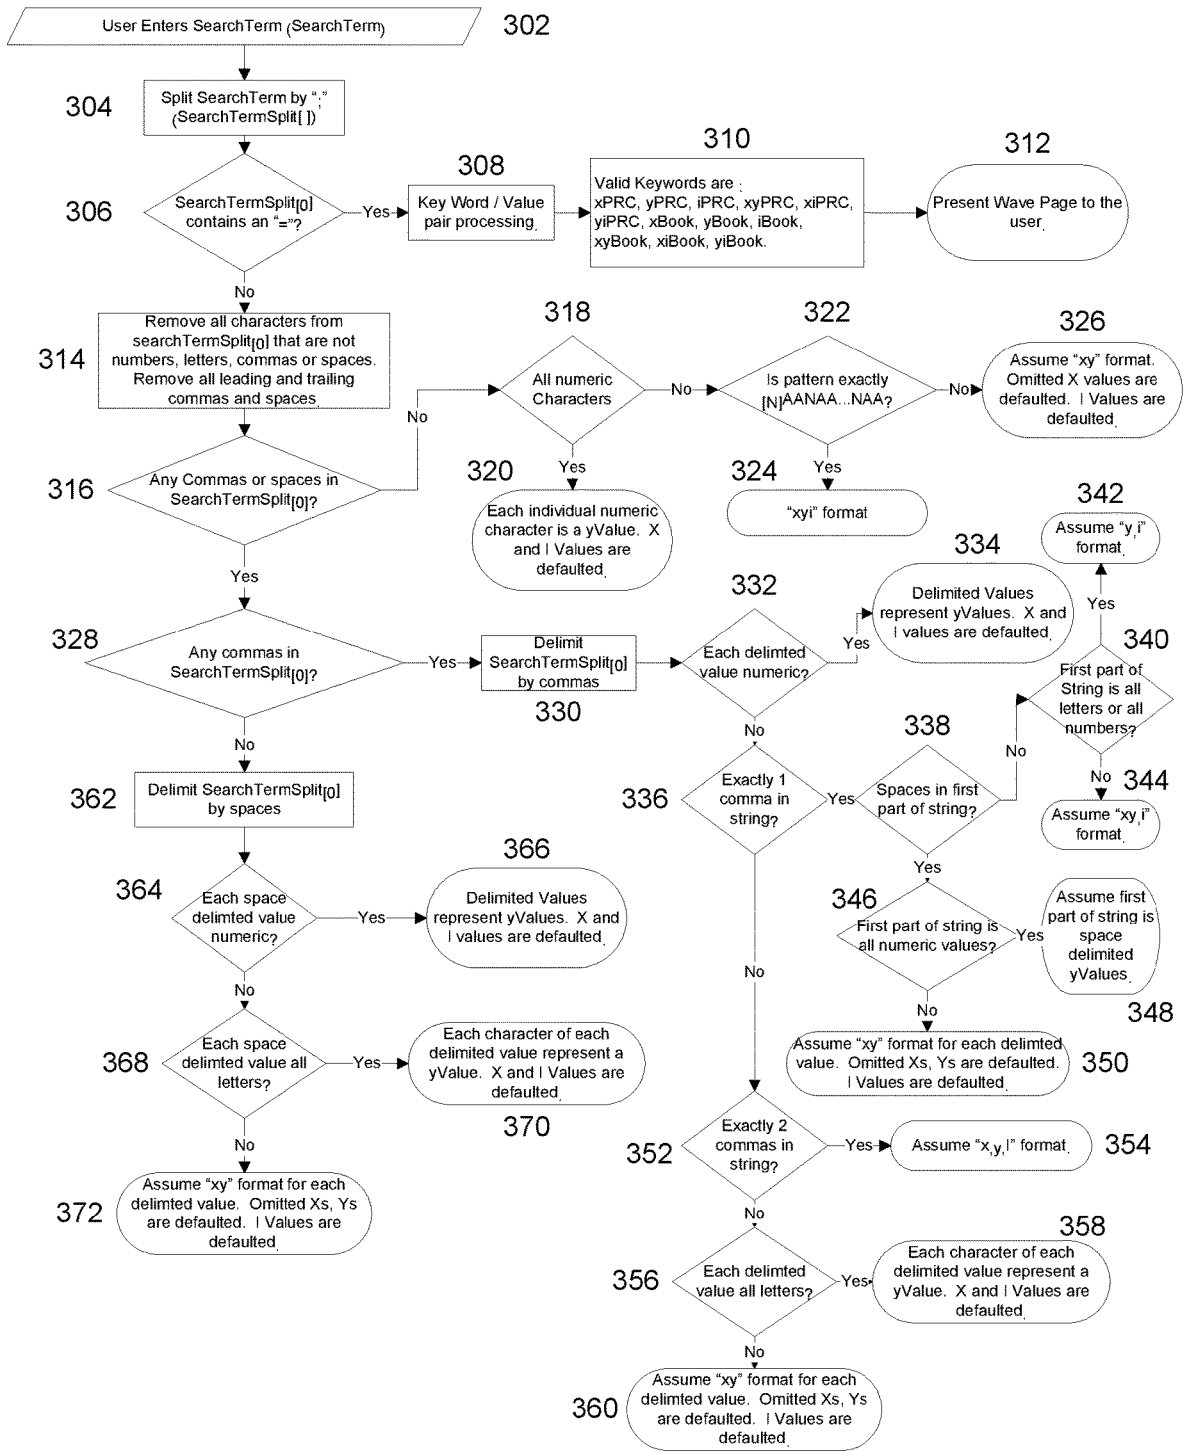 User Enters SearchTerm (SearchTerm)
302
304
Split SearchTerm by “;”
(SearchTermSplit[ ])
306
SearchTermSplit[0]
contains an “=”?
Yes
308
Key Word / Value
pair processing.
310
Valid Keywords are :
xPRC, yPRC, iPRC, xyPRC, xiPRC,
yiPRC, xBook, yBook, iBook,
xyBook, xiBook, yiBook.
312
Present Wave Page to the
user.
No
314
Remove all characters from
searchTermSplit[0] that are not
numbers, letters, commas or spaces.
Remove all leading and trailing
commas and spaces.
316
Any Commas or spaces in
SearchTermSplit[0]?
No
318
All numeric
Characters
No
Yes
320
Each individual numeric
character is a yValue. X
and I Values are
defaulted.
322
Is pattern exactly
[N]AANAA...NAA?
No
Yes
324
“xyi” format
326
Assume “xy” format.
Omitted X values are
defaulted. I Values are
defaulted.
Yes
328
Any commas in
SearchTermSplit[0]?
Yes
Delimit
SearchTermSplit[0]
by commas
330
332
Each delimted
value numeric?
Yes
334
Delimited Values
represent yValues. X and
I values are defaulted.
No
336
Exactly 1
comma in
string?
Yes
338
Spaces in first
part of string?
No
340
First part of
String is all
letters or all
numbers?
Yes
342
Assume “y,i”
format.
No
344
Assume “xy,i”
format.
Yes
346
First part of string is
all numeric values?
Yes
Assume first
part of string is
space
delimited
yValues.
348
No
Assume “xy” format for each delimted
value. Omitted Xs, Ys are defaulted.
I Values are defaulted.
350
No
352
Exactly 2
commas in
string?
Yes
Assume “x,y,I” format.
354
No
356
Each delimted
value all letters?
Yes
358
Each character of each
delimited value represent a
yValue. X and I Values are
defaulted.
No
360
Assume “xy” format for each
delimted value. Omitted Xs, Ys
are defaulted. I Values are
defaulted.
No
362
Delimit SearchTermSplit[0]
by spaces
364
Each space
delimted value
numeric?
Yes
366
Delimited Values
represent yValues. X and
I values are defaulted.
No
368
Each space
delimted value all
letters?
Yes
Each character of each
delimited value represent a
yValue. X and I Values are
defaulted.
370
No
372
Assume “xy” format for each
delimted value. Omitted Xs, Ys
are defaulted. I Values are
defaulted.